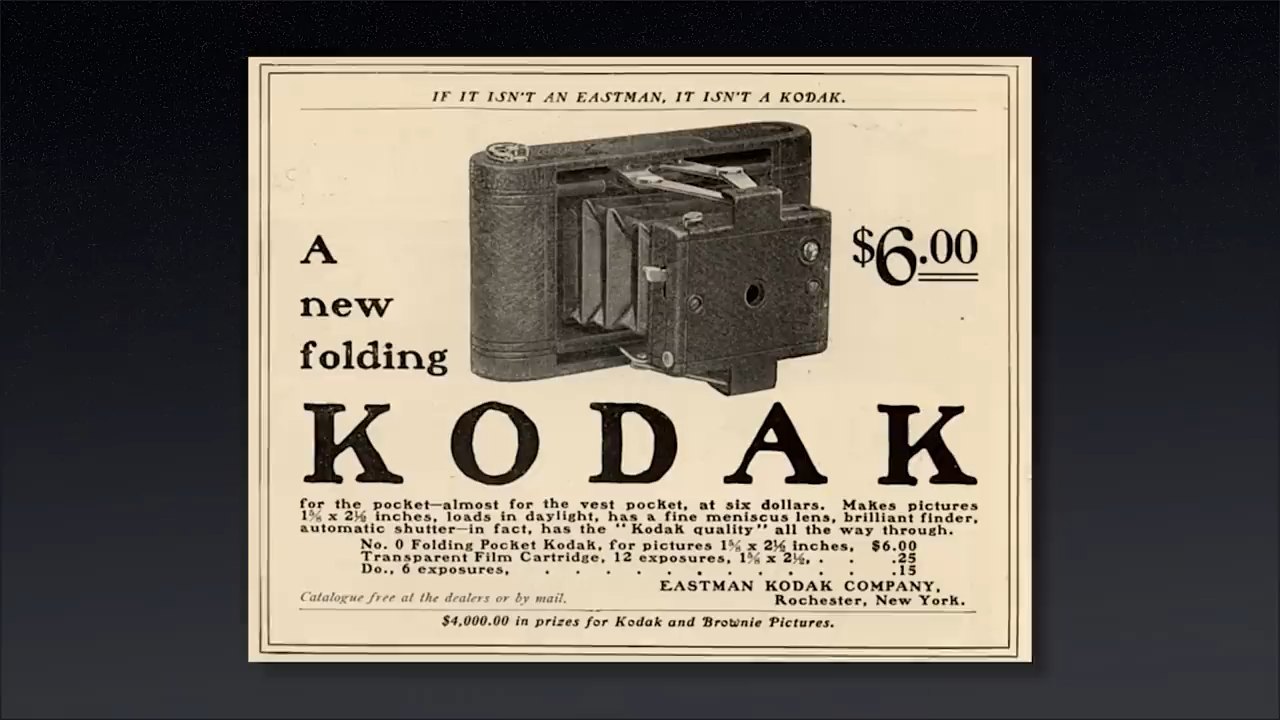 IF IT ISN'T AN EASTMAN, IT ISN'T A KODAK.
A
new
folding
$6.00
KODAK
for the pocket—almost for the vest pocket, at six dollars. Makes pictures
1⅝ x 2½ inches, loads in daylight, has a fine meniscus lens, brilliant finder,
automatic shutter—in fact, has the "Kodak quality" all the way through.
No. 0 Folding Pocket Kodak, for pictures 1⅝ x 2½ inches, $6.00
Transparent Film Cartridge, 12 exposures, 1⅝ x 2½, . . . .25
Do., 6 exposures, . . . . . . . . . . .15
EASTMAN KODAK COMPANY,
Catalogue free at the dealers or by mail. Rochester, New York.
$4,000.00 in prizes for Kodak and Brownie Pictures.